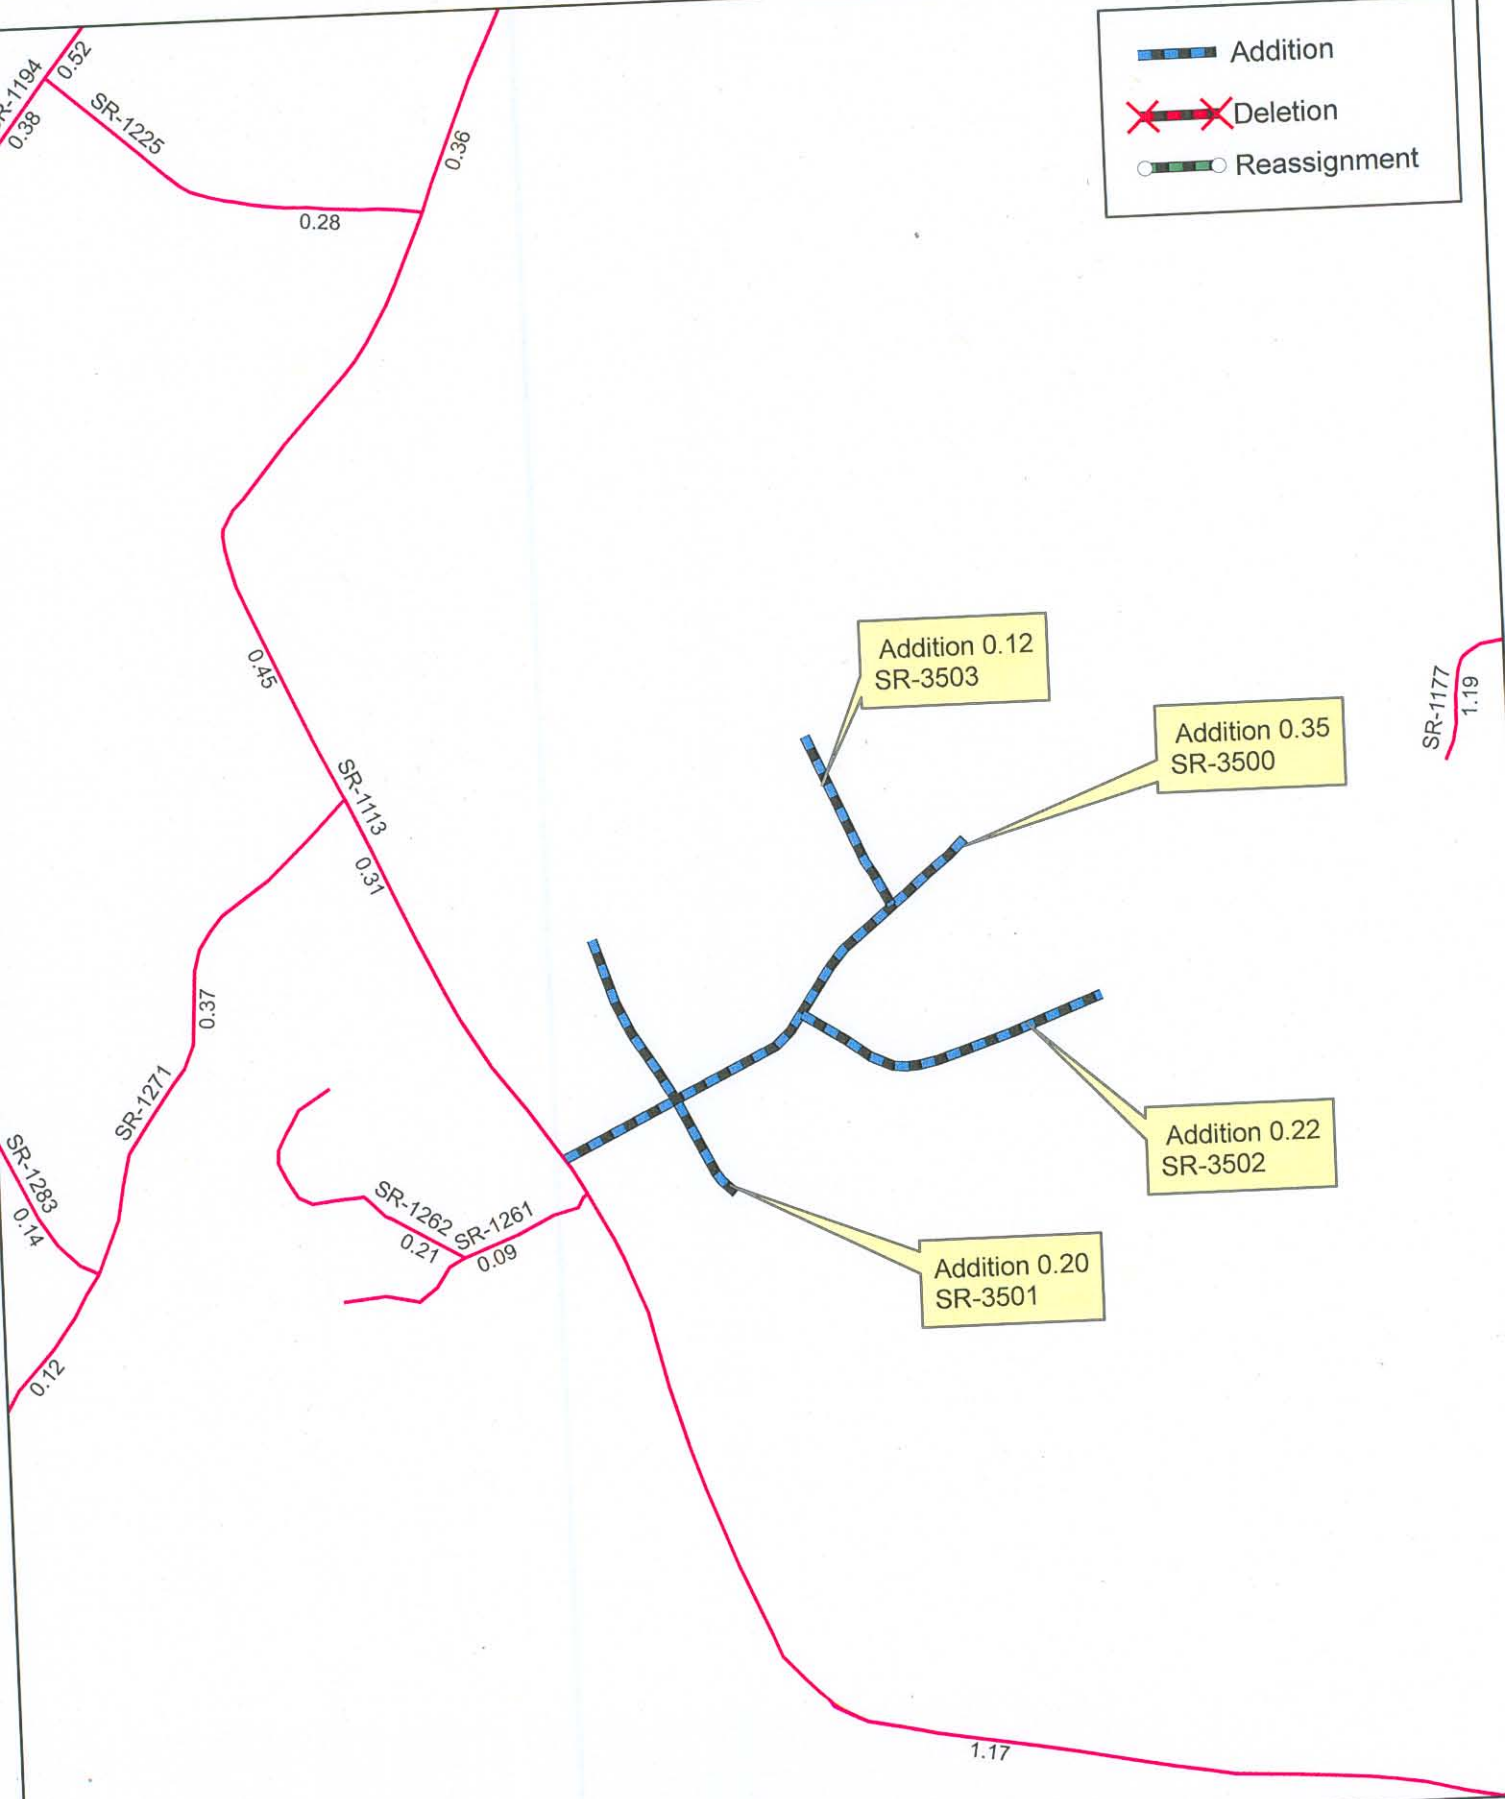 Addition
Deletion
Reassignment
0.52
0.38
SR-1225
0.28
0.36
0.45
SR-1113
0.31
Addition 0.12
SR-3503
Addition 0.35
SR-3500
SR-1177
1.19
0.37
SR-1271
SR-1283
0.14
0.12
SR-1262
0.21
SR-1261
0.09
Addition 0.22
SR-3502
Addition 0.20
SR-3501
1.17